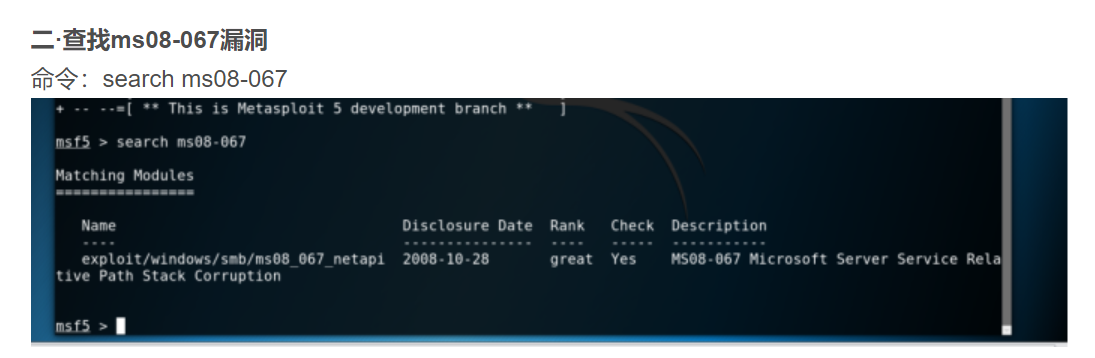 二·查找ms08-067漏洞
命令：search ms08-067
+ -- --=[ ** This is Metasploit 5 development branch ** ]
msf5 > search ms08-067
Matching Modules
================
Name Disclosure Date Rank Check Description
---- --------------- ---- ----- -----------
exploit/windows/smb/ms08_067_netapi 2008-10-28 great Yes MS08-067 Microsoft Server Service Rela
tive Path Stack Corruption
msf5 >